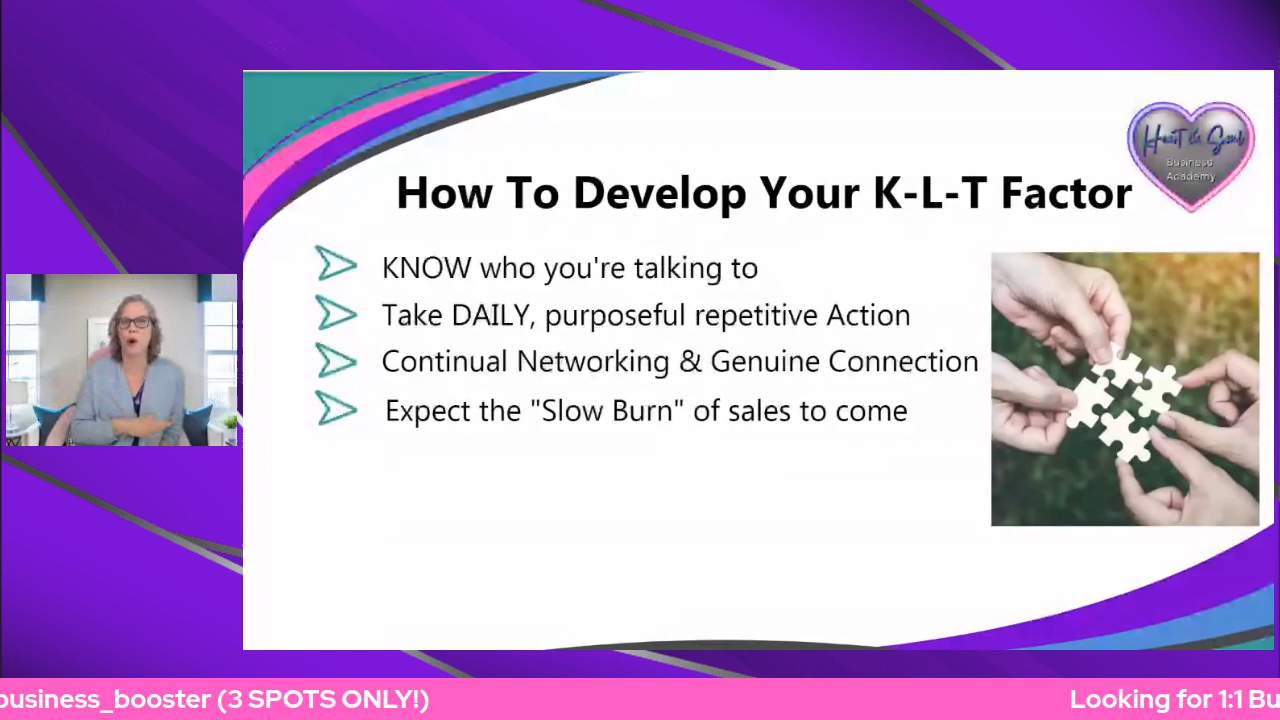 Heart & Soul
Business
Academy
How To Develop Your K-L-T Factor
KNOW who you're talking to
Take DAILY, purposeful repetitive Action
Continual Networking & Genuine Connection
Expect the "Slow Burn" of sales to come
business_booster (3 SPOTS ONLY!)
Looking for 1:1 Bu